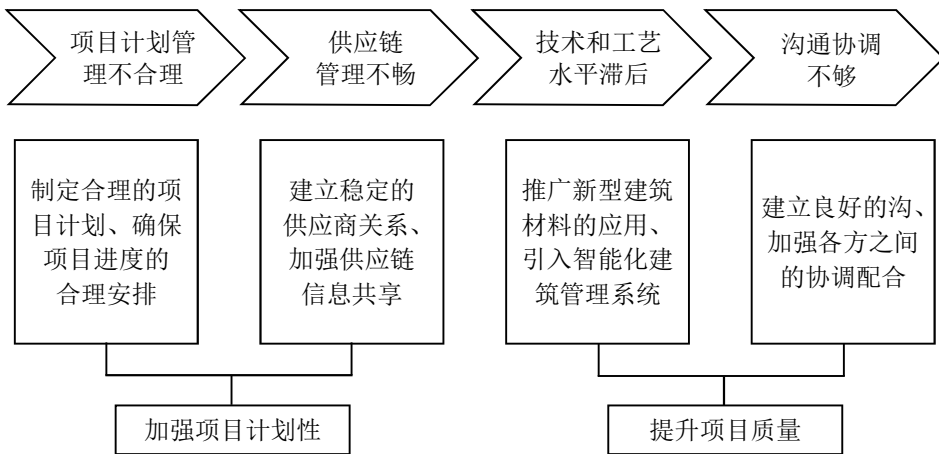 项目计划管
理不合理
供应链
管理不畅
技术和工艺
水平滞后
沟通协调
不够
制定合理的项
目计划、确保
项目进度的
合理安排
建立稳定的
供应商关系、
加强供应链
信息共享
推广新型建筑
材料的应用、
引入智能化建
筑管理系统
建立良好的沟、
加强各方之间
的协调配合
加强项目计划性
提升项目质量